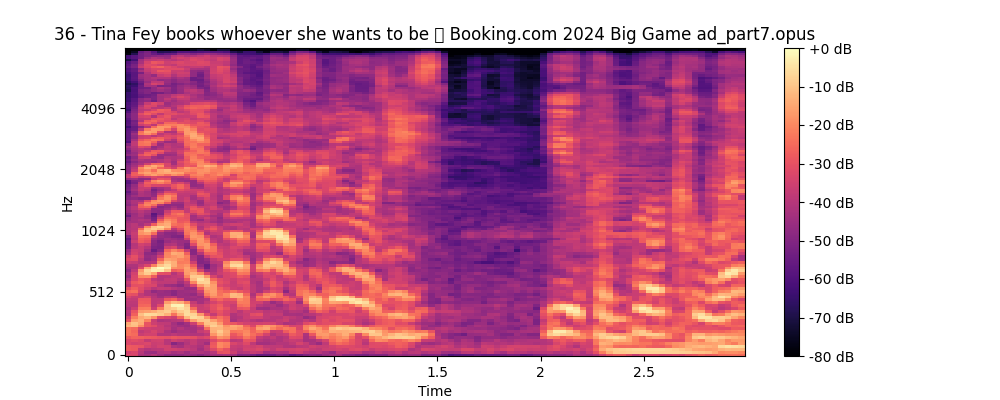 36 - Tina Fey books whoever she wants to be ▯ Booking.com 2024 Big Game ad_part7.opus
+0 dB
4096
-10 dB
-20 dB
2048
-30 dB
Hz
1024
-40 dB
-50 dB
512
-60 dB
-70 dB
0
-80 dB
0
0.5
1
1.5
2
2.5
Time